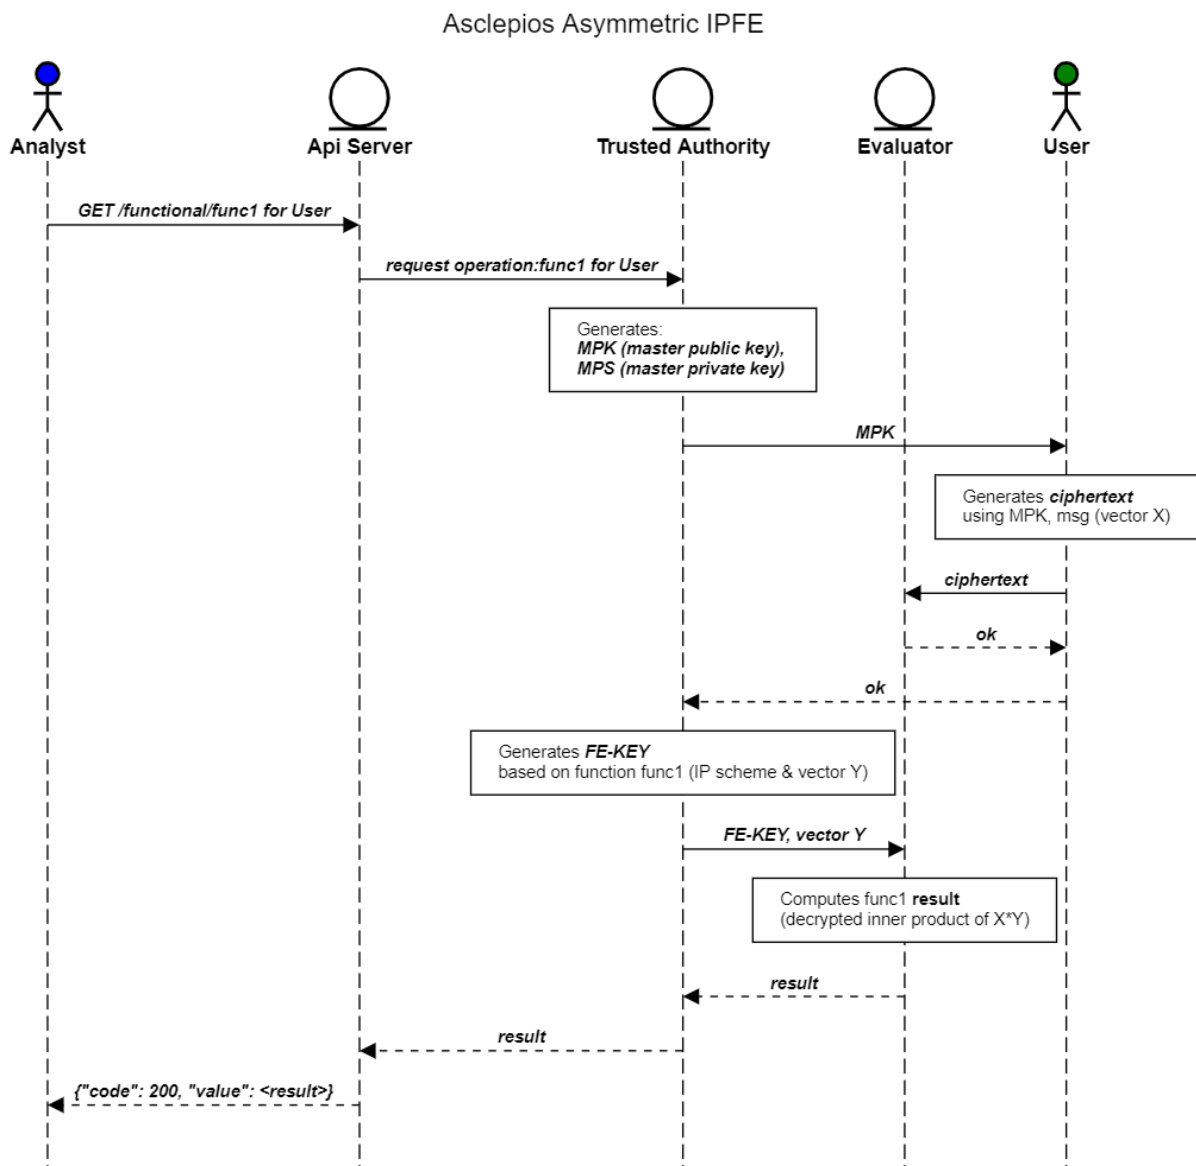 Asclepios Asymmetric IPFE
Analyst
Api Server
Trusted Authority
Evaluator
User
GET /functional/func1 for User
request operation:func1 for User
Generates:
MPK (master public key),
MPS (master private key)
MPK
Generates ciphertext
using MPK, msg (vector X)
ciphertext
ok
ok
Generates FE-KEY
based on function func1 (IP scheme & vector Y)
FE-KEY, vector Y
Computes func1 result
(decrypted inner product of X*Y)
result
result
{"code": 200, "value": <result>}